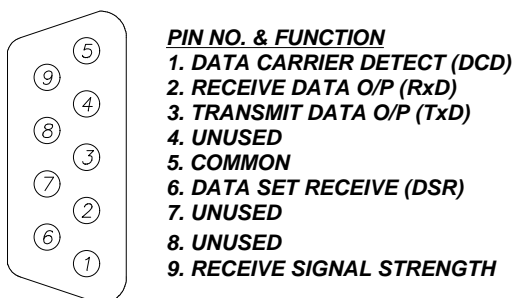 5
9
4
8
3
7
2
6
1
PIN NO. & FUNCTION
1. DATA CARRIER DETECT (DCD)
2. RECEIVE DATA O/P (RxD)
3. TRANSMIT DATA O/P (TxD)
4. UNUSED
5. COMMON
6. DATA SET RECEIVE (DSR)
7. UNUSED
8. UNUSED
9. RECEIVE SIGNAL STRENGTH